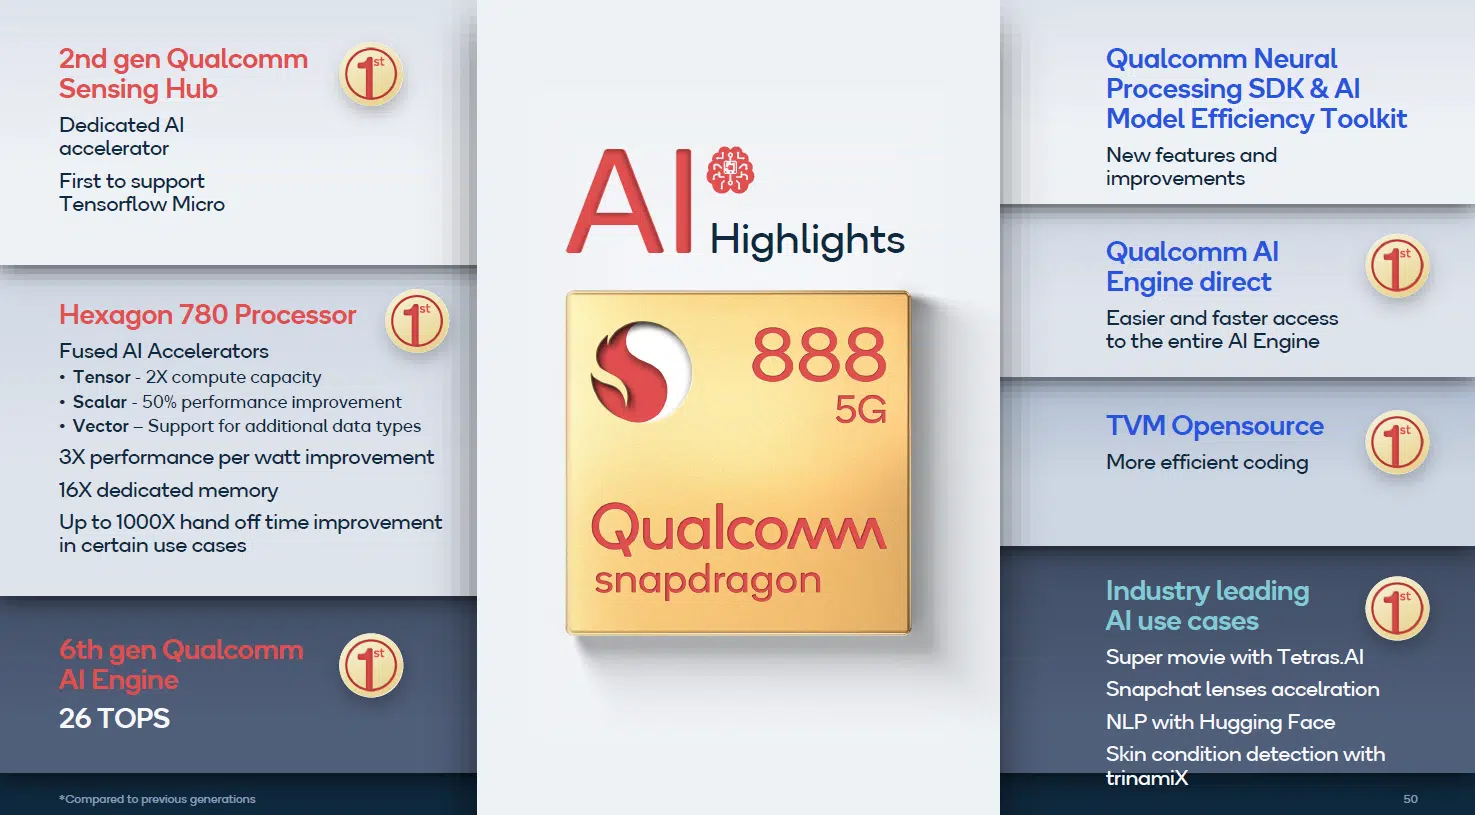 2nd gen Qualcomm
Sensing Hub
1st
Dedicated AI
accelerator
First to support
Tensorflow Micro
Hexagon 780 Processor
1st
Fused AI Accelerators
• Tensor - 2X compute capacity
• Scalar - 50% performance improvement
• Vector – Support for additional data types
3X performance per watt improvement
16X dedicated memory
Up to 1000X hand off time improvement
in certain use cases
6th gen Qualcomm
AI Engine
1st
26 TOPS
*Compared to previous generations
AI
Highlights
888
5G
Qualcomm
snapdragon
Qualcomm Neural
Processing SDK & AI
Model Efficiency Toolkit
New features and
improvements
Qualcomm AI
Engine direct
1st
Easier and faster access
to the entire AI Engine
TVM Opensource
1st
More efficient coding
Industry leading
AI use cases
1st
Super movie with Tetras.AI
Snapchat lenses accelration
NLP with Hugging Face
Skin condition detection with
trinamiX
50